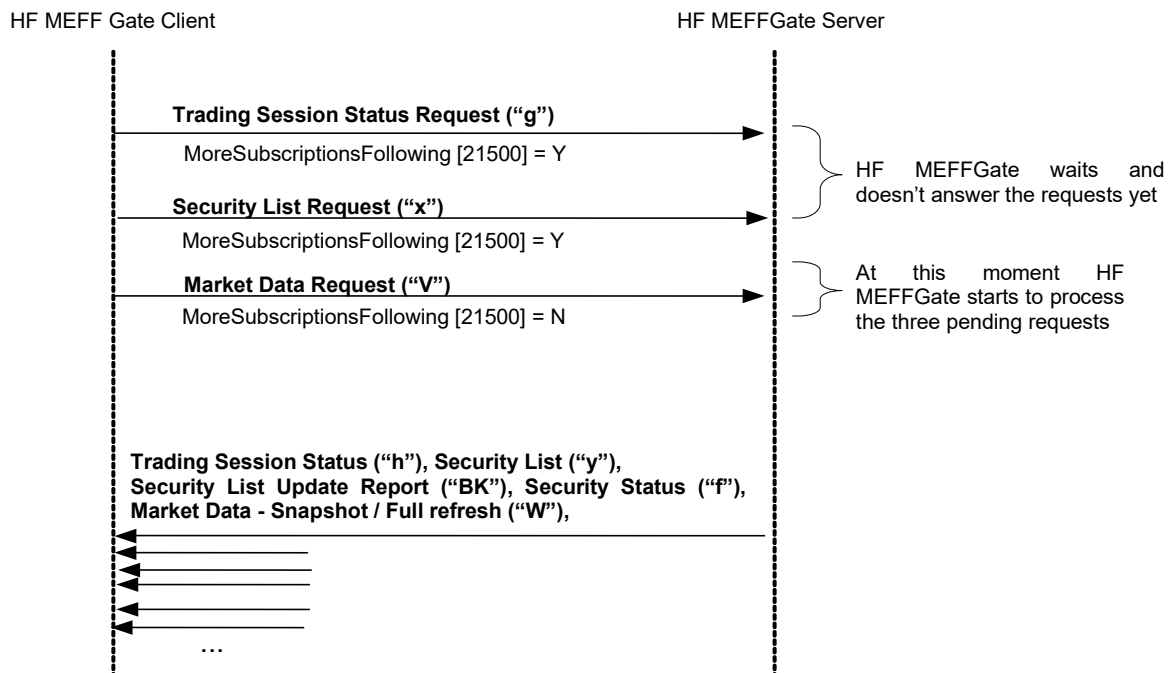 HF MEFF Gate Client
HF MEFFGate Server
Trading Session Status Request (“g”)
MoreSubscriptionsFollowing [21500] = Y
HF MEFFGate waits and
doesn’t answer the requests yet
Security List Request (“x”)
MoreSubscriptionsFollowing [21500] = Y
Market Data Request (“V”)
MoreSubscriptionsFollowing [21500] = N
At this moment HF
MEFFGate starts to process
the three pending requests
Trading Session Status (“h”), Security List (“y”),
Security List Update Report (“BK”), Security Status (“f”),
Market Data - Snapshot / Full refresh (“W”),
...